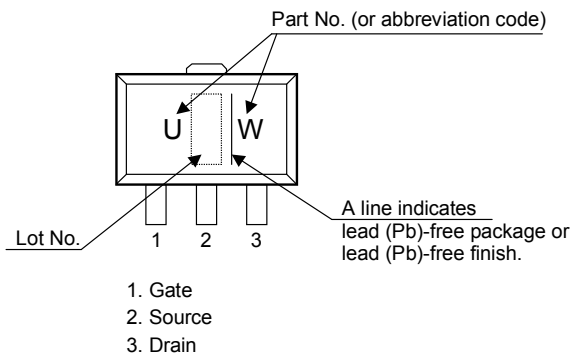 Part No. (or abbreviation code)
U W
Lot No.
1 2 3
A line indicates
lead (Pb)-free package or
lead (Pb)-free finish.
1. Gate
2. Source
3. Drain